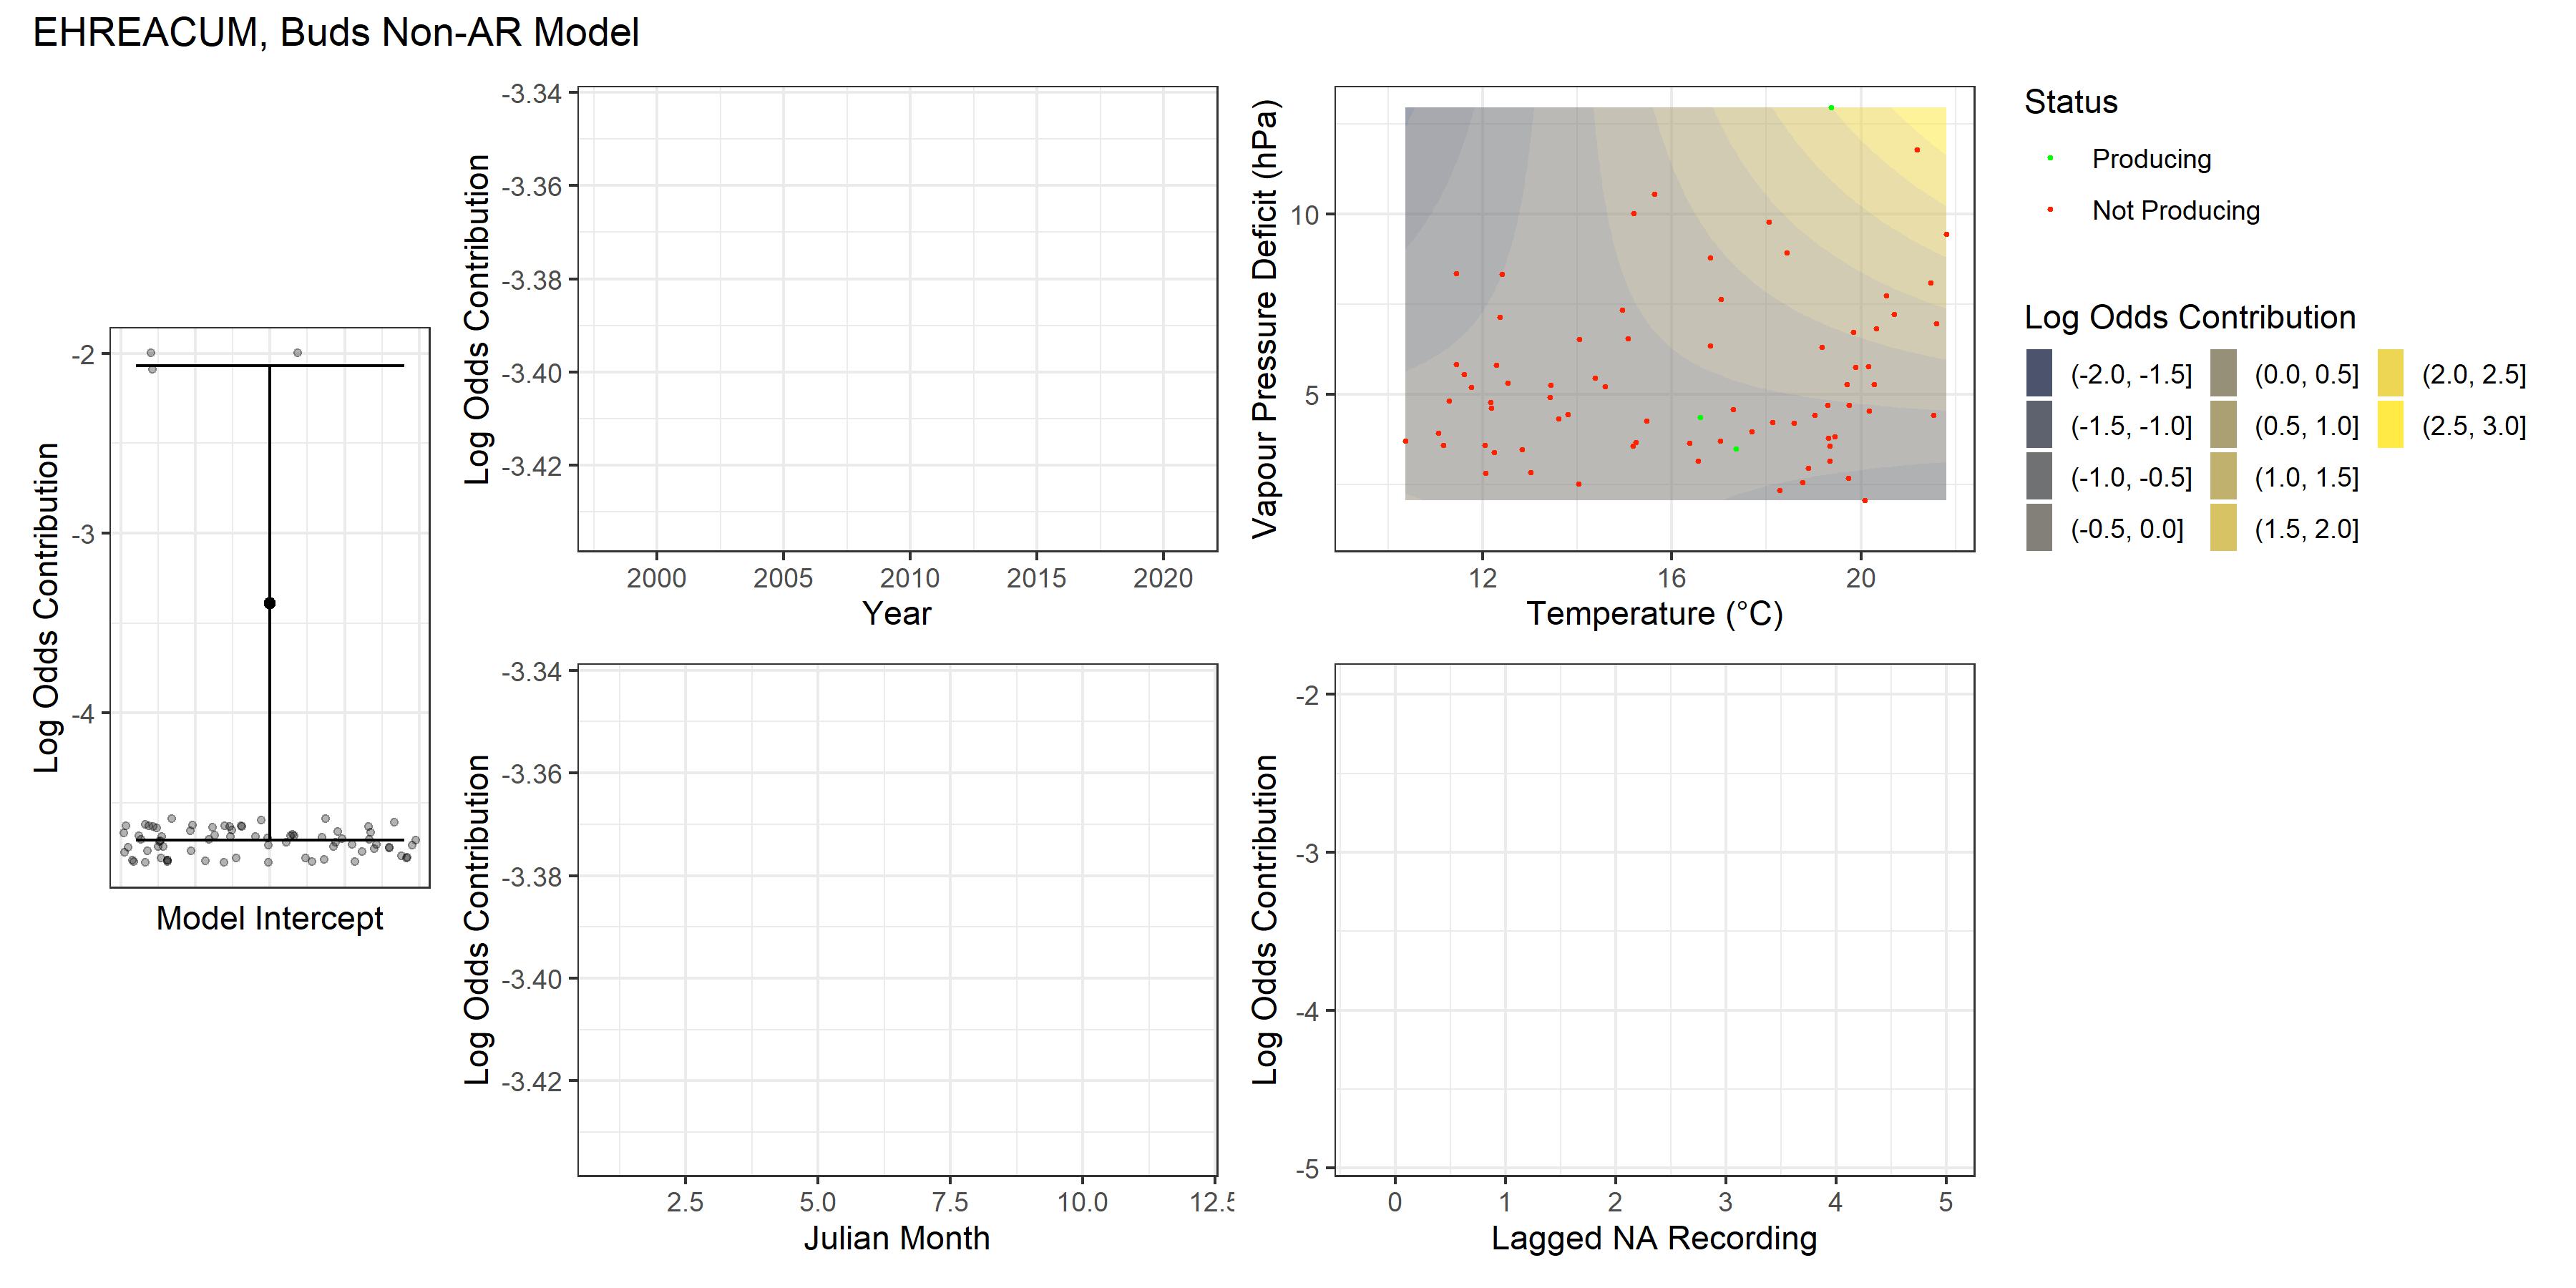 EHREACUM, Buds Non-AR Model
Log Odds Contribution
-2
-3
-4
Model Intercept
Log Odds Contribution
-3.34
-3.36
-3.38
-3.40
-3.42
2000 2005 2010 2015 2020
Year
Vapour Pressure Deficit (hPa)
10
5
12 16 20
Temperature (°C)
Status
Producing
Not Producing
Log Odds Contribution
(-2.0, -1.5] (0.0, 0.5] (2.0, 2.5]
(-1.5, -1.0] (0.5, 1.0] (2.5, 3.0]
(-1.0, -0.5] (1.0, 1.5]
(-0.5, 0.0] (1.5, 2.0]
Log Odds Contribution
-3.34
-3.36
-3.38
-3.40
-3.42
2.5 5.0 7.5 10.0 12.5
Julian Month
Log Odds Contribution
-2
-3
-4
-5
0 1 2 3 4 5
Lagged NA Recording